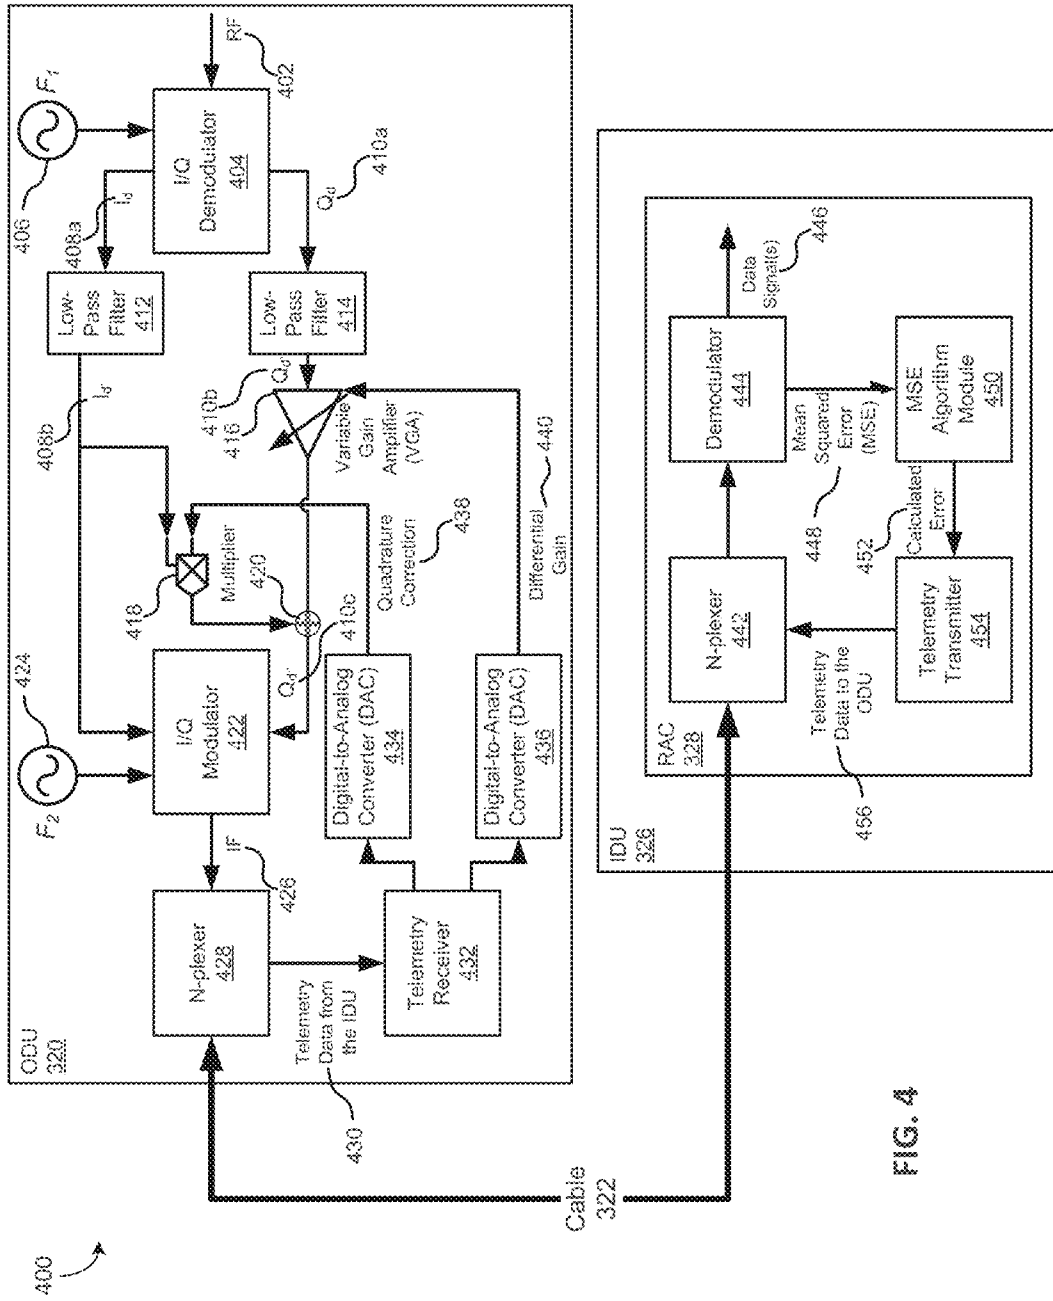 400
ODU
320
424
F2
406
F1
408b
Id'
408a
Id
I/Q
Demodulator
404
RF
402
Low-
Pass
Filter
412
Low-
Pass
Filter
414
Qd
410a
Qd'
410b
416
Variable
Gain
Amplifier
(VGA)
418
Multiplier
420
410c
Qd''
I/Q
Modulator
422
IF
426
N-plexer
428
Telemetry
Data from
the IDU
430
Telemetry
Receiver
432
Digital-to-Analog
Converter (DAC)
434
Digital-to-Analog
Converter (DAC)
436
Quadrature
Correction
438
Differential
Gain
440
Cable
322
IDU
326
RAC
328
N-plexer
442
Demodulator
444
Data
Signal(s)
446
Mean
Squared
Error
(MSE)
448
MSE
Algorithm
Module
450
Calculated
Error
452
Telemetry
Transmitter
454
Telemetry
Data to the
ODU
456
FIG. 4